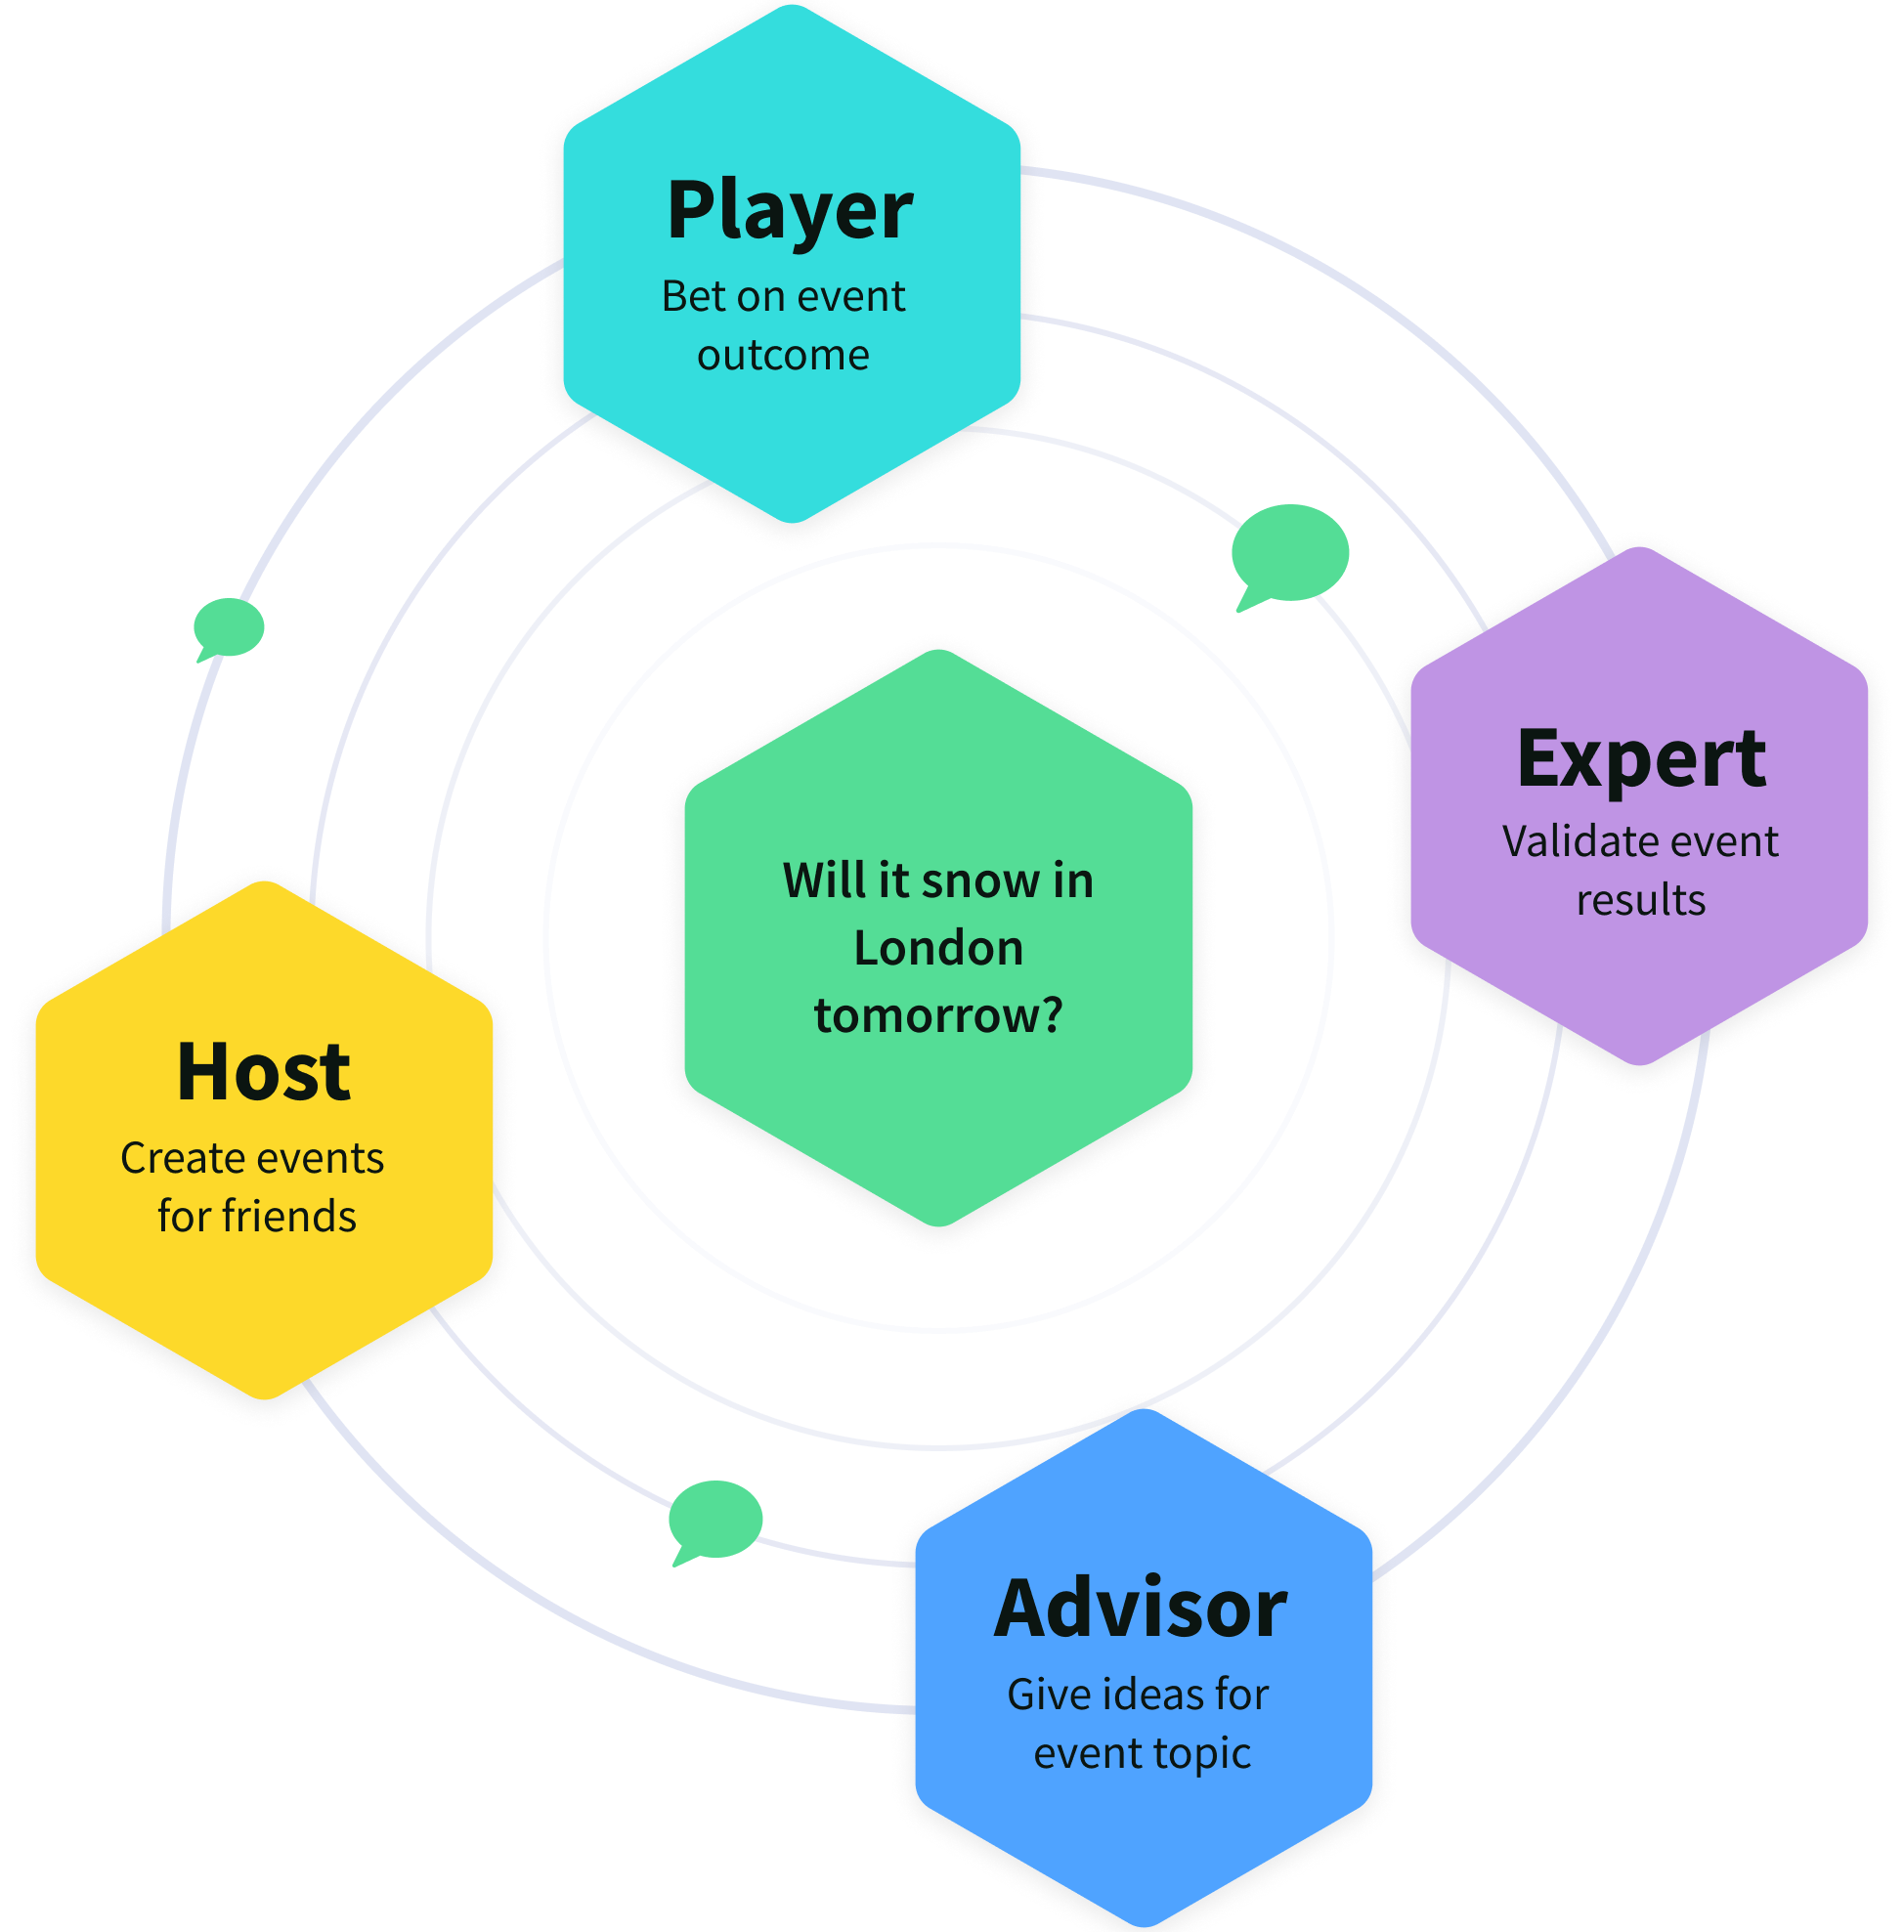 Player
Bet on event
outcome
Expert
Validate event
results
Will it snow in
London
tomorrow?
Host
Create events
for friends
Advisor
Give ideas for
event topic